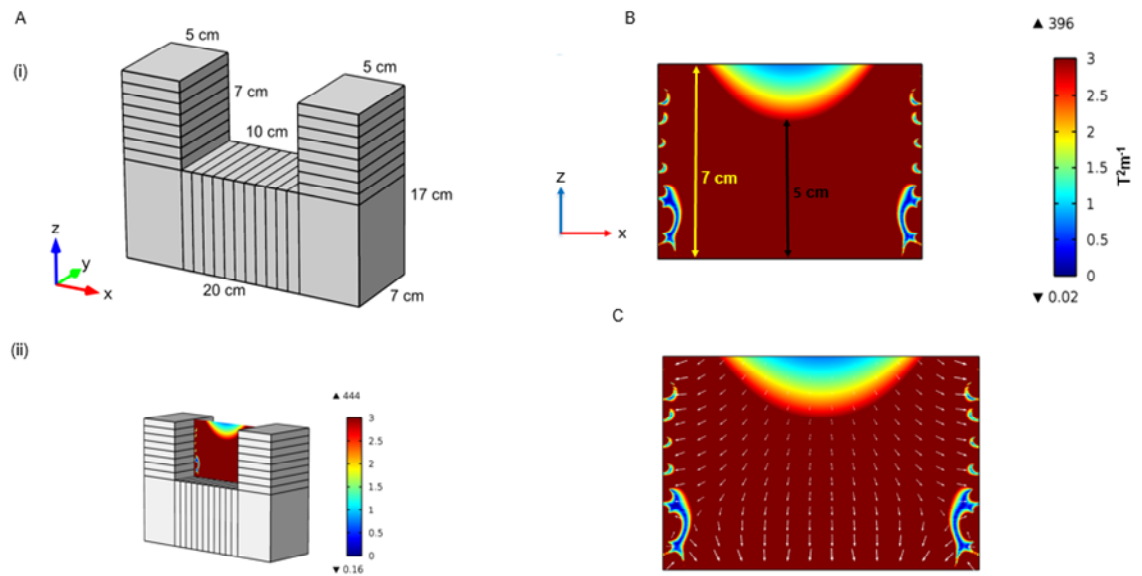 A
(i)
5 cm
7 cm
10 cm
5 cm
17 cm
20 cm
7 cm
z
y
x
(ii)
▲ 444
3
2.5
2
1.5
1
0.5
0
▼ 0.16
B
7 cm
5 cm
z
x
▲ 396
3
2.5
2
1.5
1
0.5
0
T²m⁻¹
▼ 0.02
C